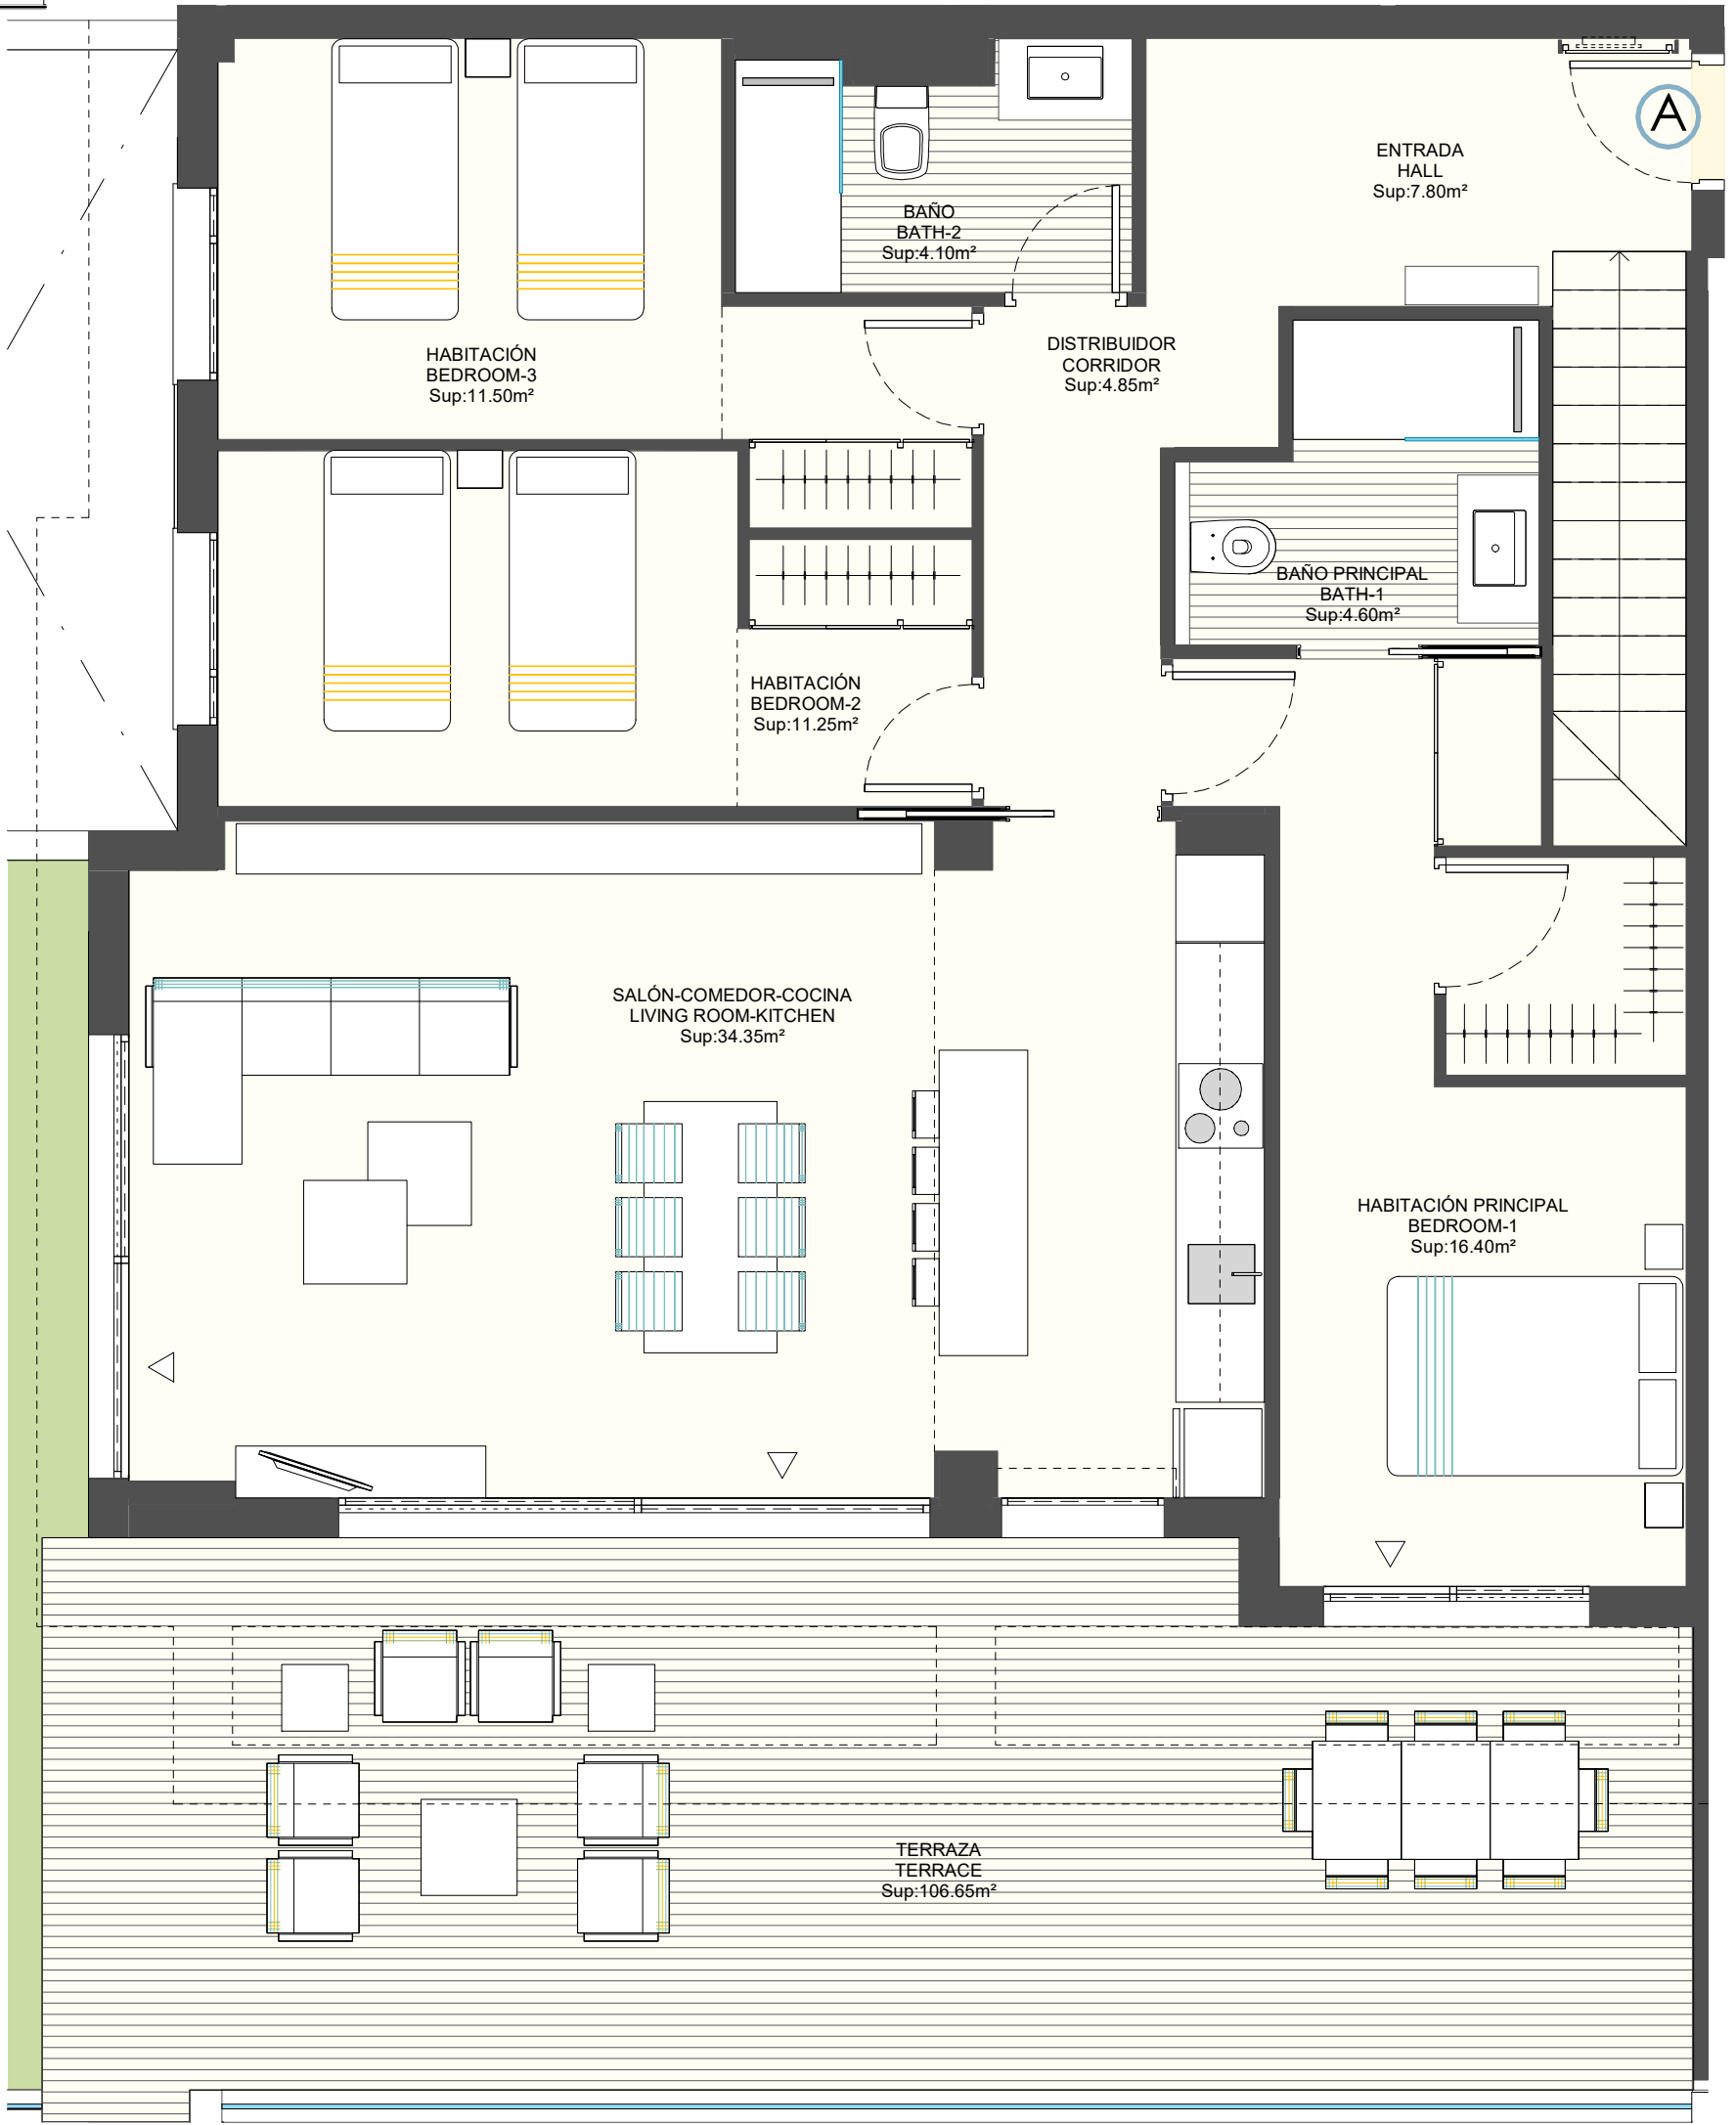 A
ENTRADA
HALL
Sup:7.80m²
BAÑO
BATH-2
Sup:4.10m²
DISTRIBUIDOR
CORRIDOR
Sup:4.85m²
HABITACIÓN
BEDROOM-3
Sup:11.50m²
BAÑO PRINCIPAL
BATH-1
Sup:4.60m²
HABITACIÓN
BEDROOM-2
Sup:11.25m²
SALÓN-COMEDOR-COCINA
LIVING ROOM-KITCHEN
Sup:34.35m²
HABITACIÓN PRINCIPAL
BEDROOM-1
Sup:16.40m²
TERRAZA
TERRACE
Sup:106.65m²